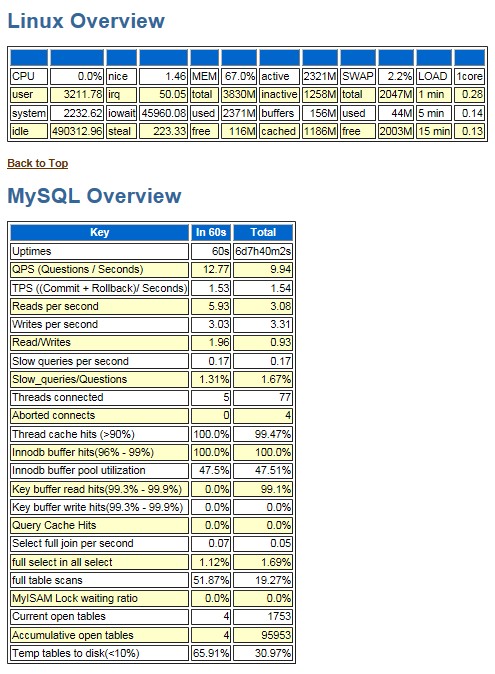 Linux Overview
CPU 0.0% nice 1.46 MEM 67.0% active 2321M SWAP 2.2% LOAD 1core
user 3211.78 irq 50.05 total 3830M inactive 1258M total 2047M 1 min 0.28
system 2232.62 iowait 45960.08 used 2371M buffers 156M used 44M 5 min 0.14
idle 490312.96 steal 223.33 free 116M cached 1186M free 2003M 15 min 0.13
Back to Top
MySQL Overview
Key In 60s Total
Uptimes 60s 6d7h40m2s
QPS (Questions / Seconds) 12.77 9.94
TPS ((Commit + Rollback)/ Seconds) 1.53 1.54
Reads per second 5.93 3.08
Writes per second 3.03 3.31
Read/Writes 1.96 0.93
Slow queries per second 0.17 0.17
Slow_queries/Questions 1.31% 1.67%
Threads connected 5 77
Aborted connects 0 4
Thread cache hits (>90%) 100.0% 99.47%
Innodb buffer hits(96% - 99%) 100.0% 100.0%
Innodb buffer pool utilization 47.5% 47.51%
Key buffer read hits(99.3% - 99.9%) 0.0% 99.1%
Key buffer write hits(99.3% - 99.9%) 0.0% 0.0%
Query Cache Hits 0.0% 0.0%
Select full join per second 0.07 0.05
full select in all select 1.12% 1.69%
full table scans 51.87% 19.27%
MyISAM Lock waiting ratio 0.0% 0.0%
Current open tables 4 1753
Accumulative open tables 4 95953
Temp tables to disk(<10%) 65.91% 30.97%